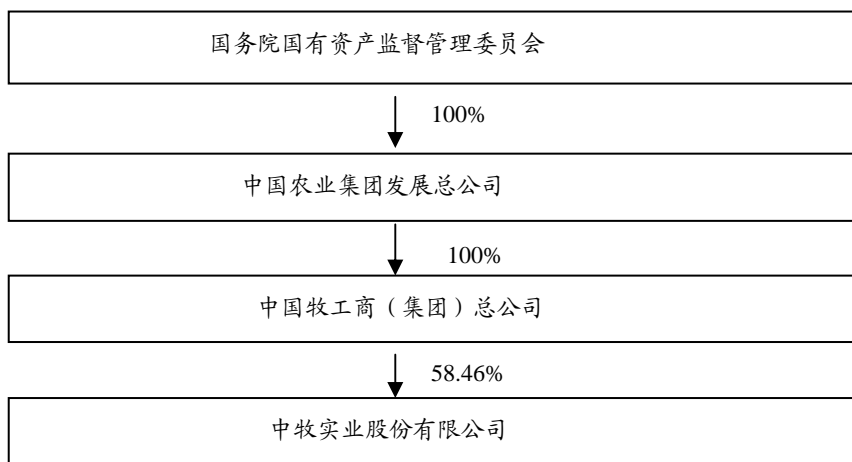 国务院国有资产监督管理委员会
100%
中国农业集团发展总公司
100%
中国牧工商（集团）总公司
58.46%
中牧实业股份有限公司